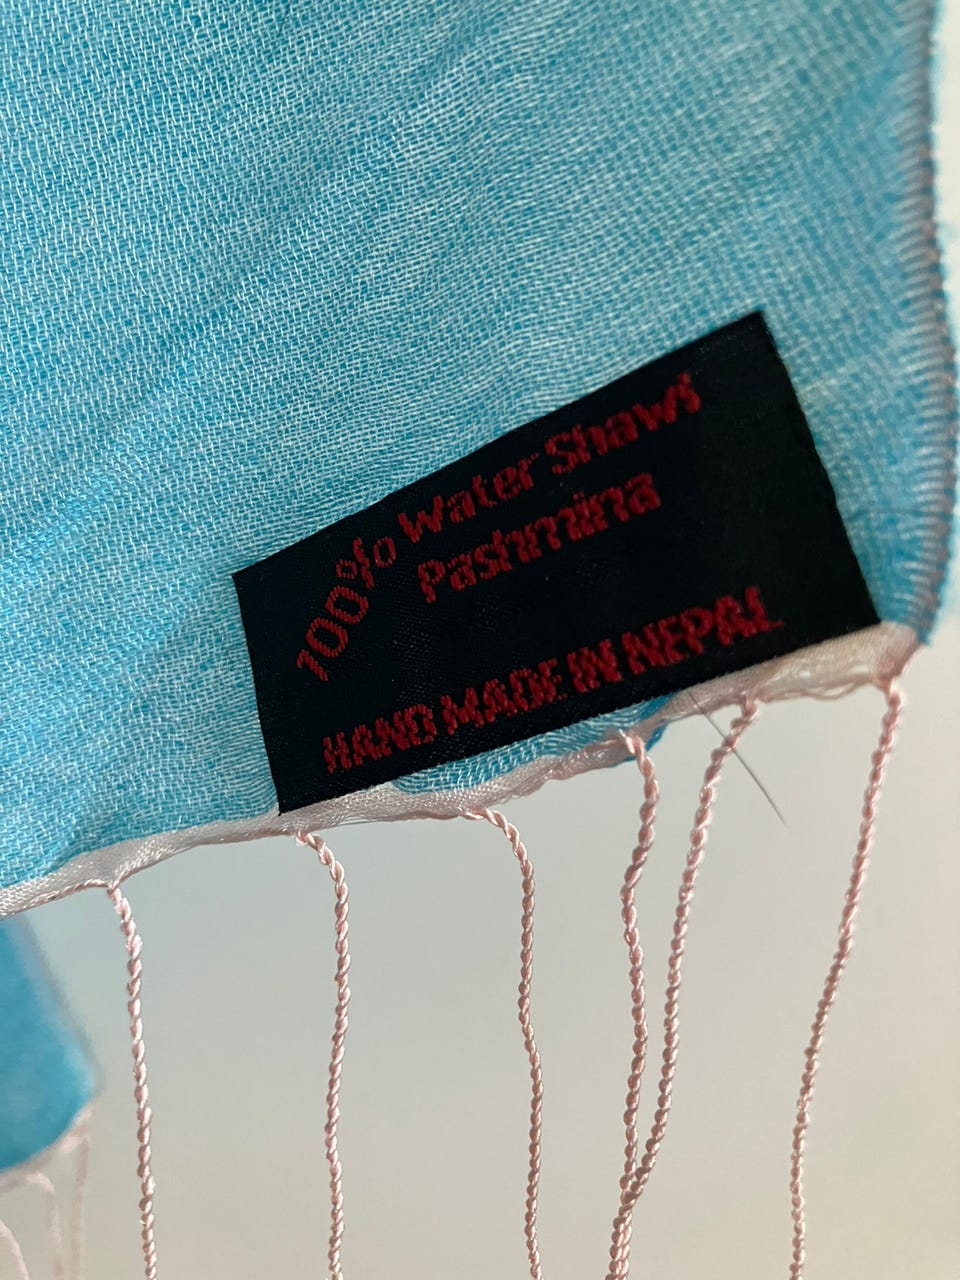 100% Water Shawl
Pashmina
HAND MADE IN NEPAL